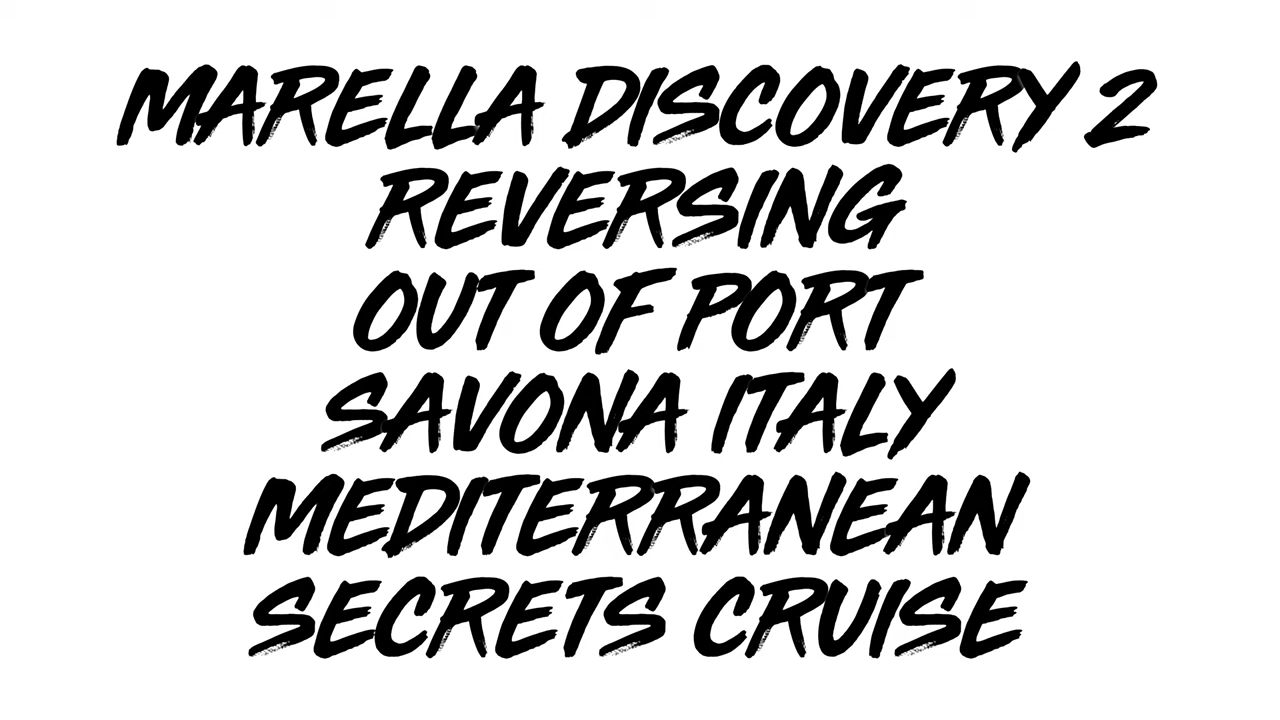 MARELLA DISCOVERY 2
REVERSING
OUT OF PORT
SAVONA ITALY
MEDITERRANEAN
SECRETS CRUISE